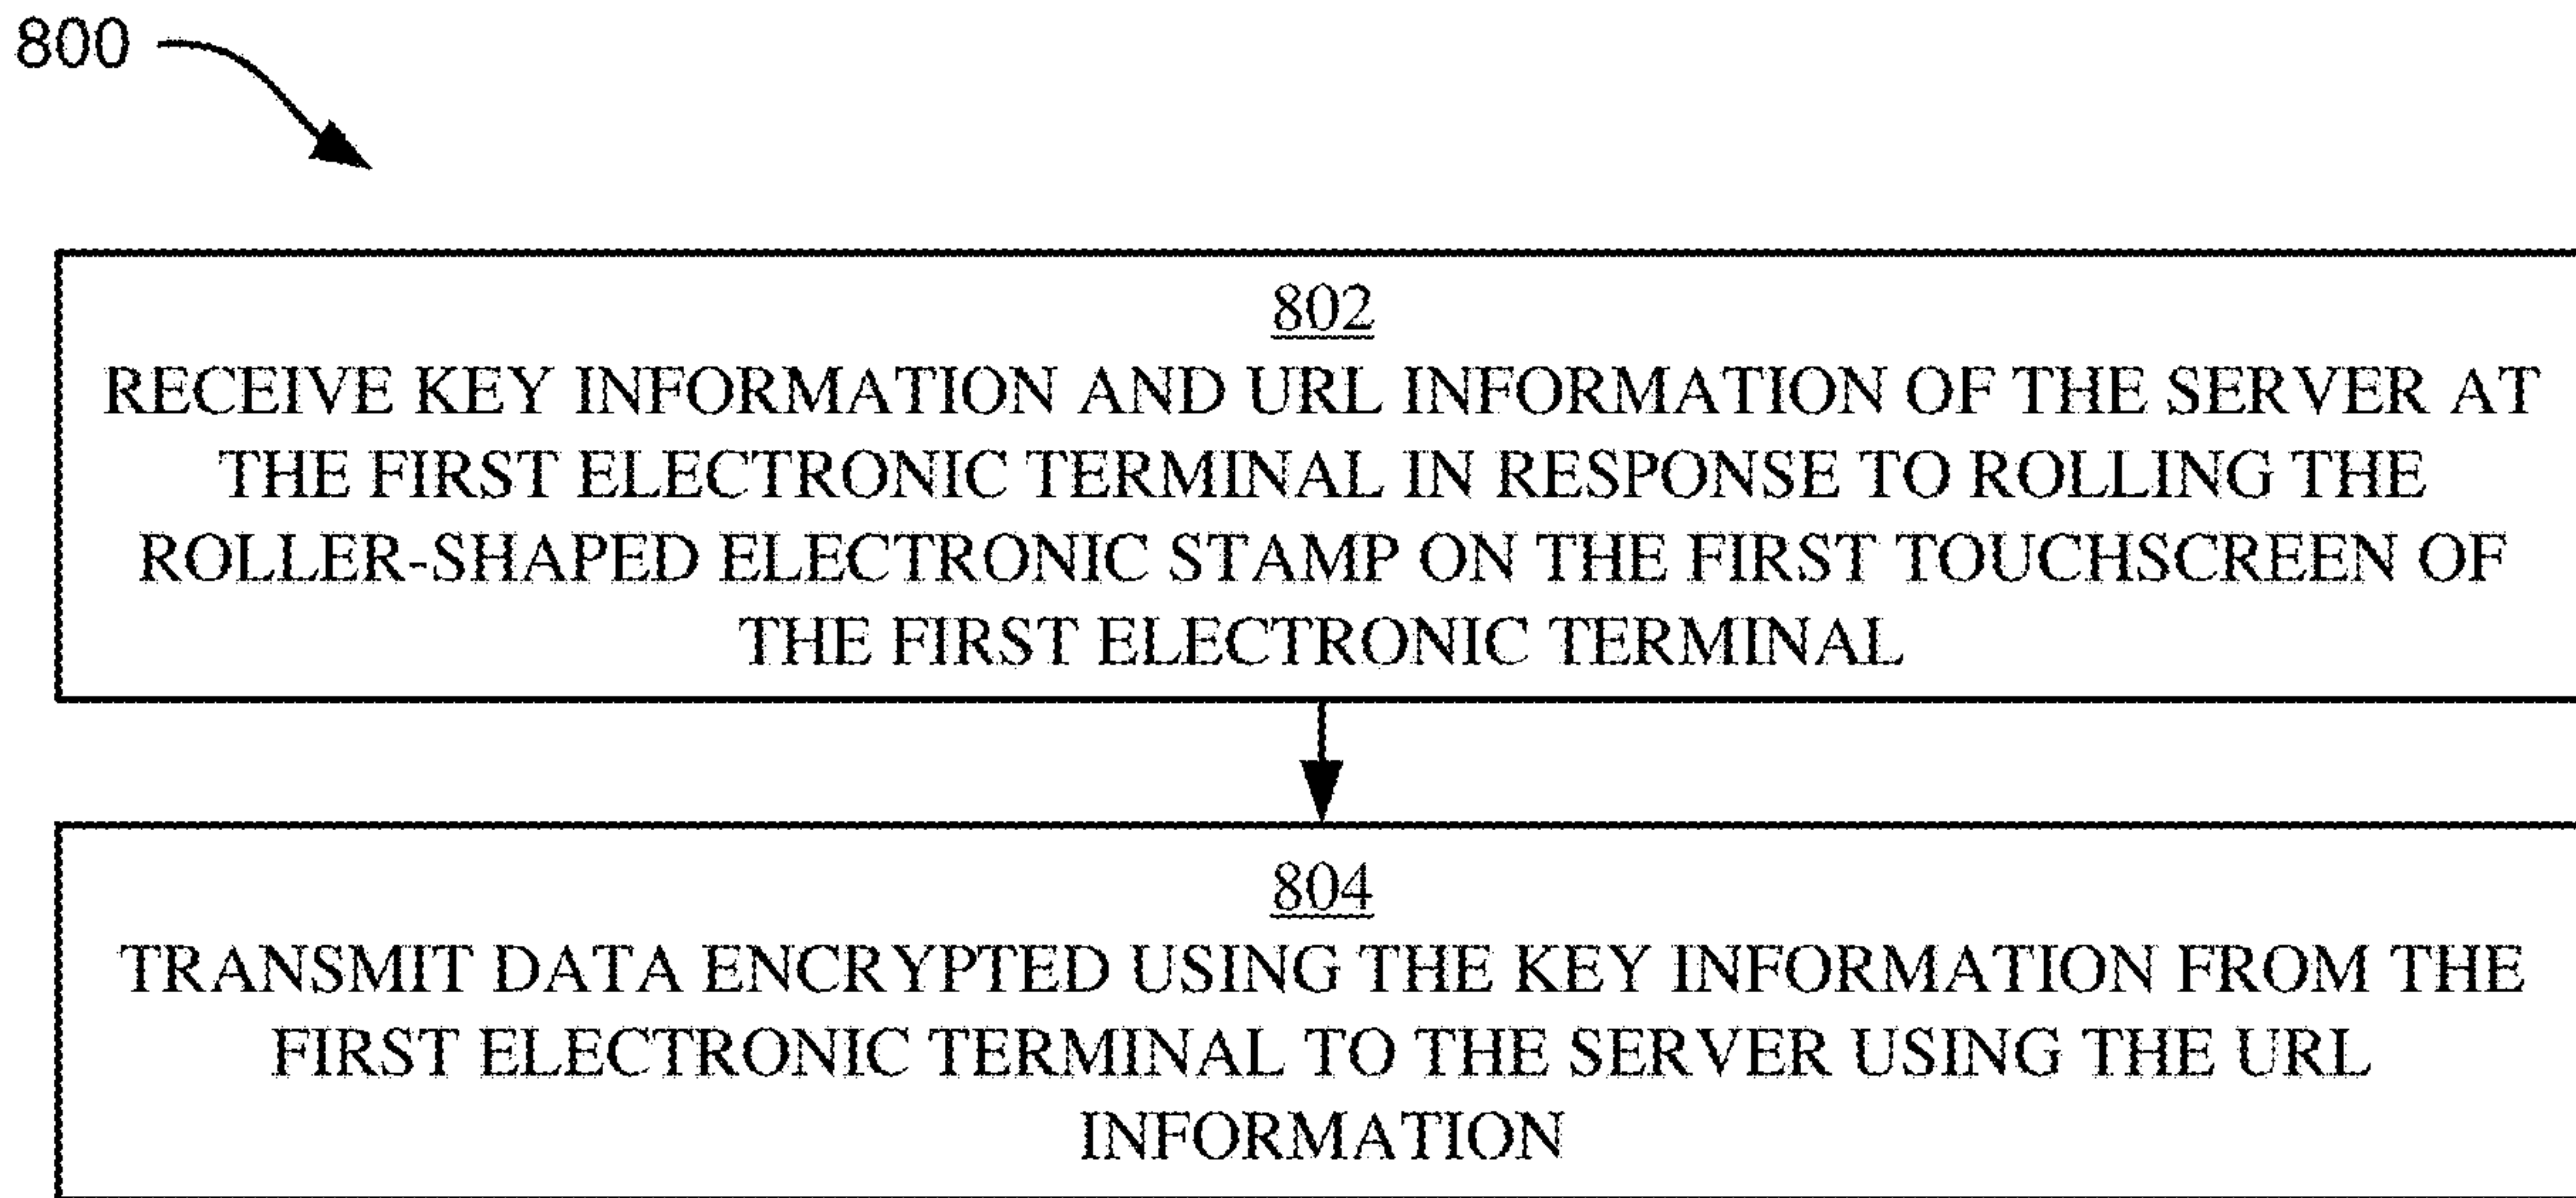 800
802
RECEIVE KEY INFORMATION AND URL INFORMATION OF THE SERVER AT
THE FIRST ELECTRONIC TERMINAL IN RESPONSE TO ROLLING THE
ROLLER-SHAPED ELECTRONIC STAMP ON THE FIRST TOUCHSCREEN OF
THE FIRST ELECTRONIC TERMINAL
804
TRANSMIT DATA ENCRYPTED USING THE KEY INFORMATION FROM THE
FIRST ELECTRONIC TERMINAL TO THE SERVER USING THE URL
INFORMATION